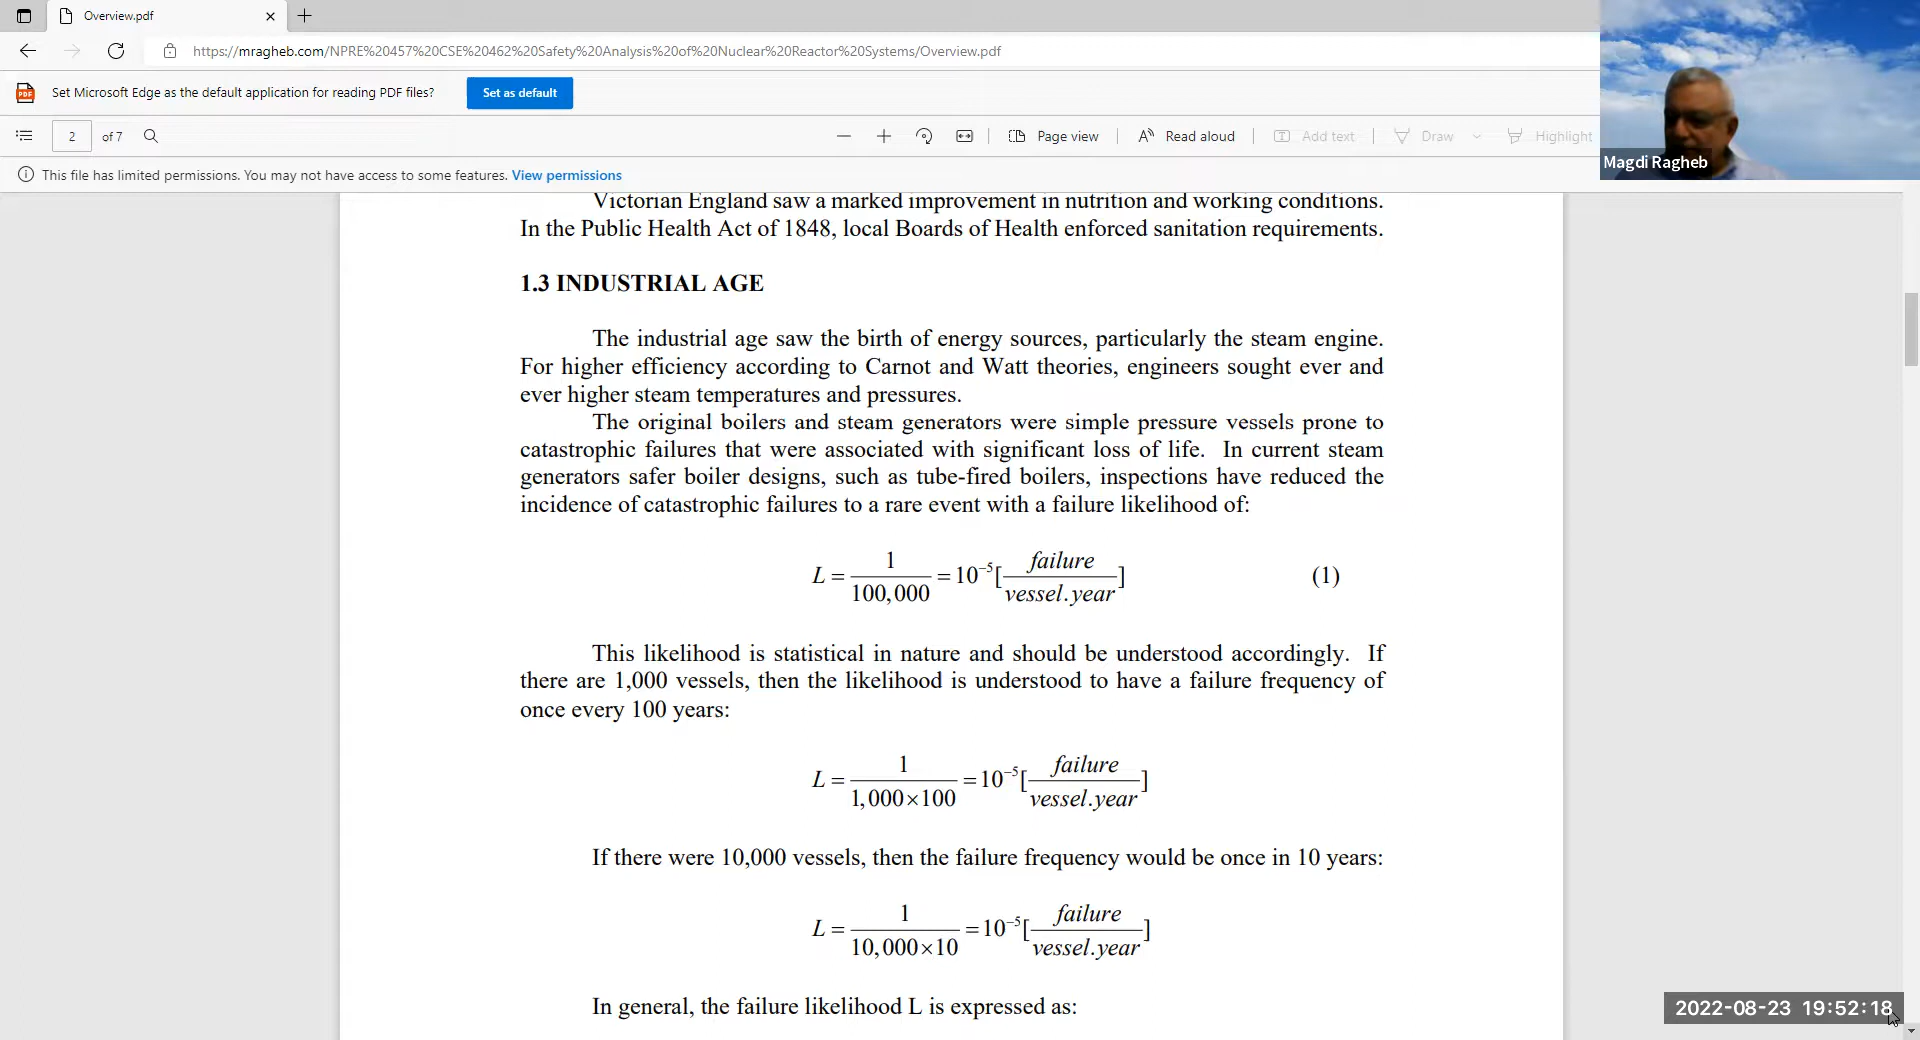 Overview.pdf
https://mragheb.com/NPRE%20457%20CSE%20462%20Safety%20Analysis%20of%20Nuclear%20Reactor%20Systems/Overview.pdf
PDF
Set Microsoft Edge as the default application for reading PDF files?
Set as default
2 of 7
Page view
Read aloud
Add text
Draw
Highlight
Magdi Ragheb
This file has limited permissions. You may not have access to some features. View permissions
Victorian England saw a marked improvement in nutrition and working conditions.
In the Public Health Act of 1848, local Boards of Health enforced sanitation requirements.
1.3 INDUSTRIAL AGE
The industrial age saw the birth of energy sources, particularly the steam engine.
For higher efficiency according to Carnot and Watt theories, engineers sought ever and
ever higher steam temperatures and pressures.
The original boilers and steam generators were simple pressure vessels prone to
catastrophic failures that were associated with significant loss of life. In current steam
generators safer boiler designs, such as tube-fired boilers, inspections have reduced the
incidence of catastrophic failures to a rare event with a failure likelihood of:
L = 1/100,000 = 10⁻⁵[failure/vessel.year] (1)
This likelihood is statistical in nature and should be understood accordingly. If
there are 1,000 vessels, then the likelihood is understood to have a failure frequency of
once every 100 years:
L = 1/1,000×100 = 10⁻⁵[failure/vessel.year]
If there were 10,000 vessels, then the failure frequency would be once in 10 years:
L = 1/10,000×10 = 10⁻⁵[failure/vessel.year]
In general, the failure likelihood L is expressed as:
2022-08-23 19:52:18